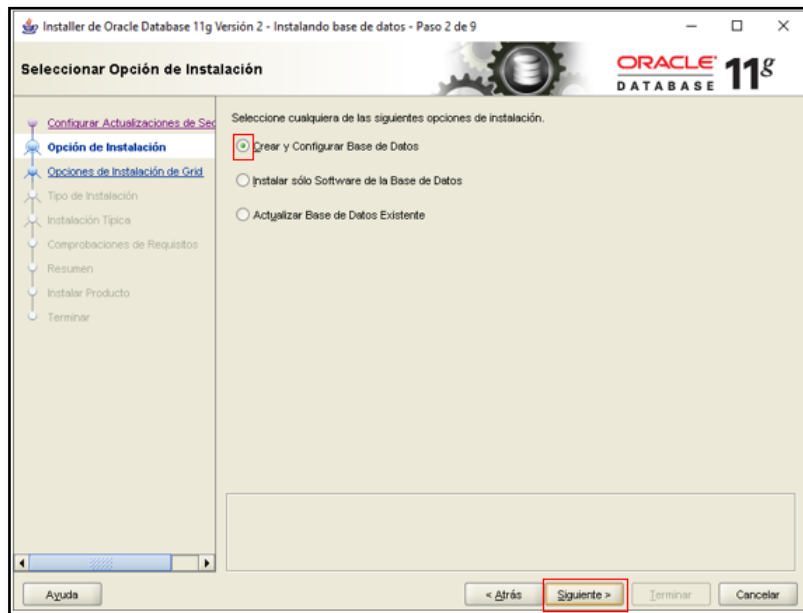 Installer de Oracle Database 11g Versión 2 - Instalando base de datos - Paso 2 de 9
Seleccionar Opción de Instalación
ORACLE
DATABASE
11g
Configurar Actualizaciones de Sec
Opción de Instalación
Opciones de Instalación de Grid
Tipo de Instalación
Instalación Típica
Comprobaciones de Requisitos
Resumen
Instalar Producto
Terminar
Seleccione cualquiera de las siguientes opciones de instalación.
Crear y Configurar Base de Datos
Instalar sólo Software de la Base de Datos
Actualizar Base de Datos Existente
Ayuda
< Atrás
Siguiente >
Terminar
Cancelar